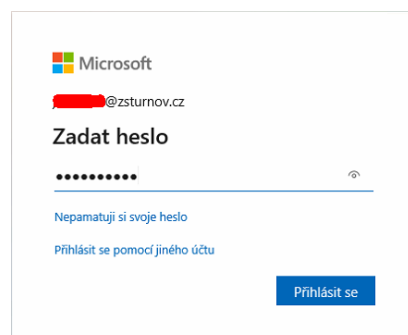 Microsoft
@zsturnov.cz
Zadat heslo
Nepamatuji si svoje heslo
Přihlásit se pomocí jiného účtu
Přihlásit se